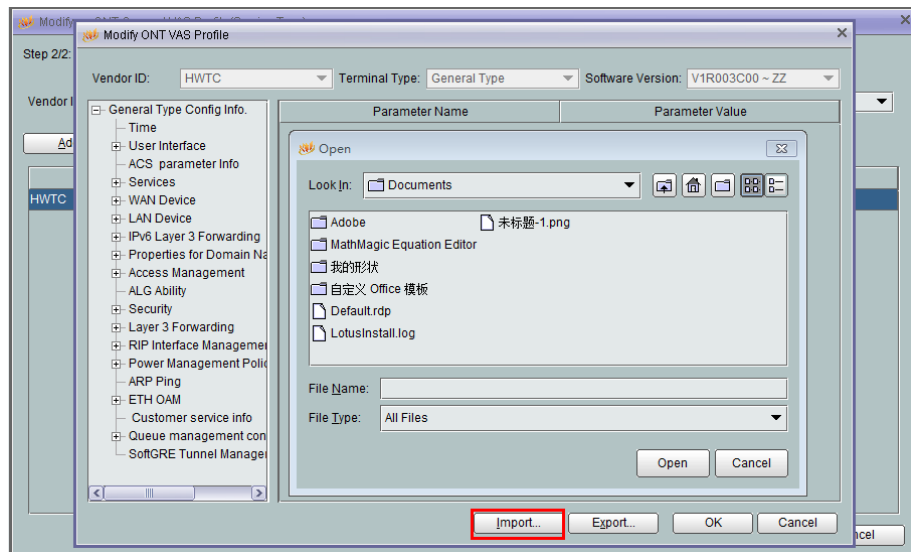 Modify
Modify ONT VAS Profile
Step 2/2:
Vendor ID: HWTC Terminal Type: General Type Software Version: V1R003C00 ~ ZZ
Vendor I
General Type Config Info.
Parameter Name Parameter Value
Time
User Interface
ACS parameter Info
Services
WAN Device
LAN Device
IPv6 Layer 3 Forwarding
Properties for Domain Na
Access Management
ALG Ability
Security
Layer 3 Forwarding
RIP Interface Managemen
Power Management Polic
ARP Ping
ETH OAM
Customer service info
Queue management con
SoftGRE Tunnel Manager
Ad
HWTC
Open
Look In: Documents
Adobe
MathMagic Equation Editor
我的形状
自定义 Office 模板
Default.rdp
LotusInstall.log
未标题-1.png
File Name:
File Type: All Files
Open Cancel
Import... Export... OK Cancel
ncel